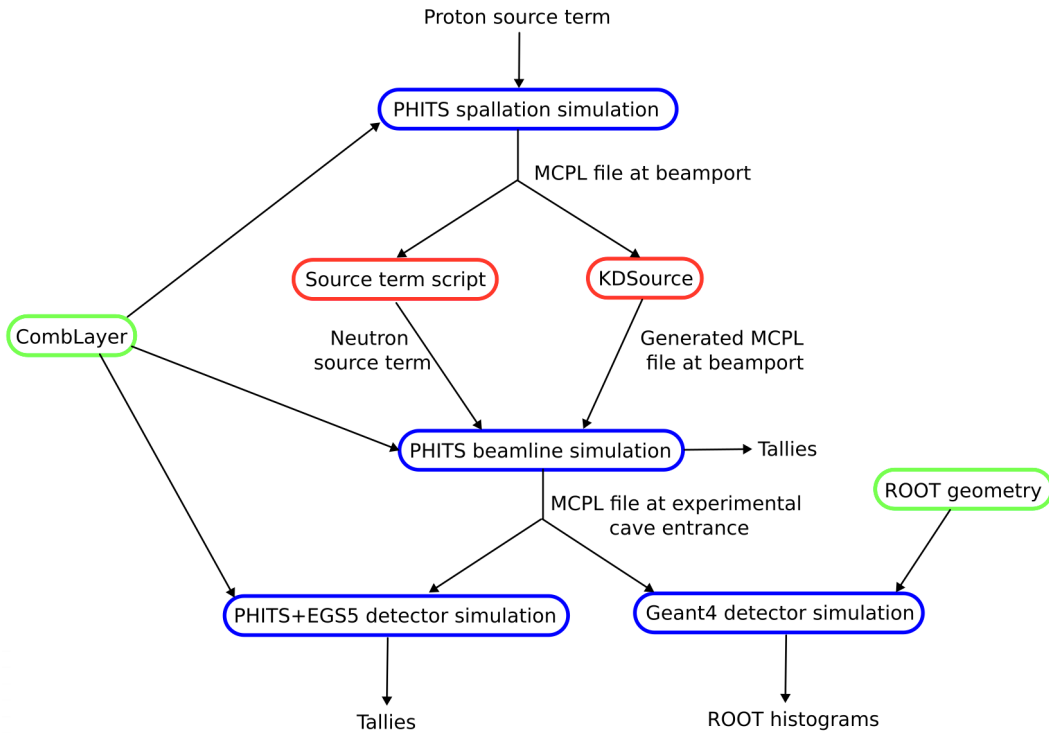 Proton source term
PHITS spallation simulation
MCPL file at beamport
Source term script
KDSource
CombLayer
Neutron
source term
Generated MCPL
file at beamport
PHITS beamline simulation
Tallies
ROOT geometry
MCPL file at experimental
cave entrance
PHITS+EGS5 detector simulation
Geant4 detector simulation
Tallies
ROOT histograms